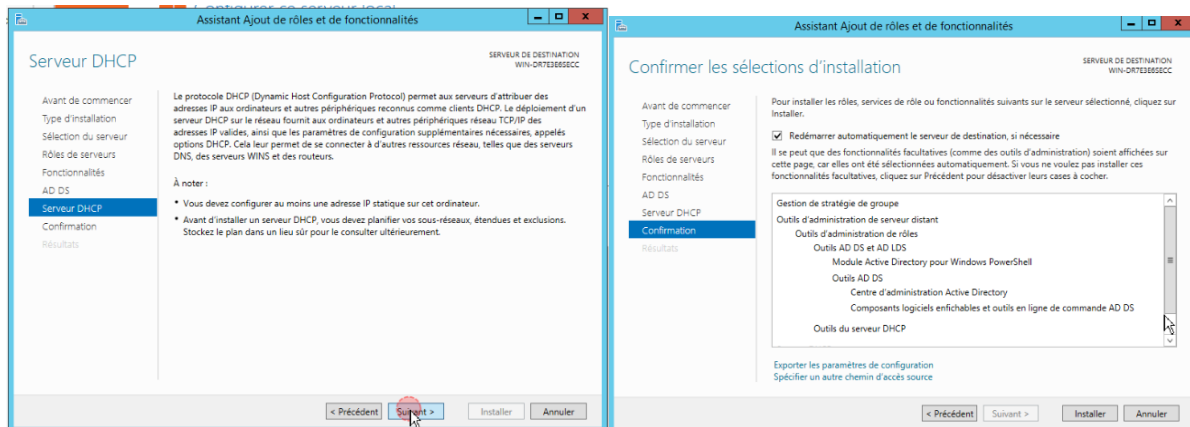 Configurer ce serveur local
Assistant Ajout de rôles et de fonctionnalités
Serveur DHCP
SERVEUR DE DESTINATION
WIN-DR7E3E8SECC
Avant de commencer
Type d'installation
Sélection du serveur
Rôles de serveurs
Fonctionnalités
AD DS
Serveur DHCP
Confirmation
Résultats
Le protocole DHCP (Dynamic Host Configuration Protocol) permet aux serveurs d'attribuer des
adresses IP aux ordinateurs et autres périphériques reconnus comme clients DHCP. Le déploiement d'un
serveur DHCP sur le réseau fournit aux ordinateurs et autres périphériques réseau TCP/IP des
adresses IP valides, ainsi que les paramètres de configuration supplémentaires nécessaires, appelés
options DHCP. Cela leur permet de se connecter à d'autres ressources réseau, telles que des serveurs
DNS, des serveurs WINS et des routeurs.
À noter :
• Vous devez configurer au moins une adresse IP statique sur cet ordinateur.
• Avant d'installer un serveur DHCP, vous devez planifier vos sous-réseaux, étendues et exclusions.
Stockez le plan dans un lieu sûr pour le consulter ultérieurement.
< Précédent
Suivant >
Installer
Annuler
Assistant Ajout de rôles et de fonctionnalités
Confirmer les sélections d'installation
SERVEUR DE DESTINATION
WIN-DR7E3E8SECC
Avant de commencer
Type d'installation
Sélection du serveur
Rôles de serveurs
Fonctionnalités
AD DS
Serveur DHCP
Confirmation
Résultats
Pour installer les rôles, services de rôle ou fonctionnalités suivants sur le serveur sélectionné, cliquez sur
Installer.
Redémarrer automatiquement le serveur de destination, si nécessaire
Il se peut que des fonctionnalités facultatives (comme des outils d'administration) soient affichées sur
cette page, car elles ont été sélectionnées automatiquement. Si vous ne voulez pas installer ces
fonctionnalités facultatives, cliquez sur Précédent pour désactiver leurs cases à cocher.
Gestion de stratégie de groupe
Outils d'administration de serveur distant
Outils d'administration de rôles
Outils AD DS et AD LDS
Module Active Directory pour Windows PowerShell
Outils AD DS
Centre d'administration Active Directory
Composants logiciels enfichables et outils en ligne de commande AD DS
Outils du serveur DHCP
Exporter les paramètres de configuration
Spécifier un autre chemin d'accès source
< Précédent
Suivant >
Installer
Annuler